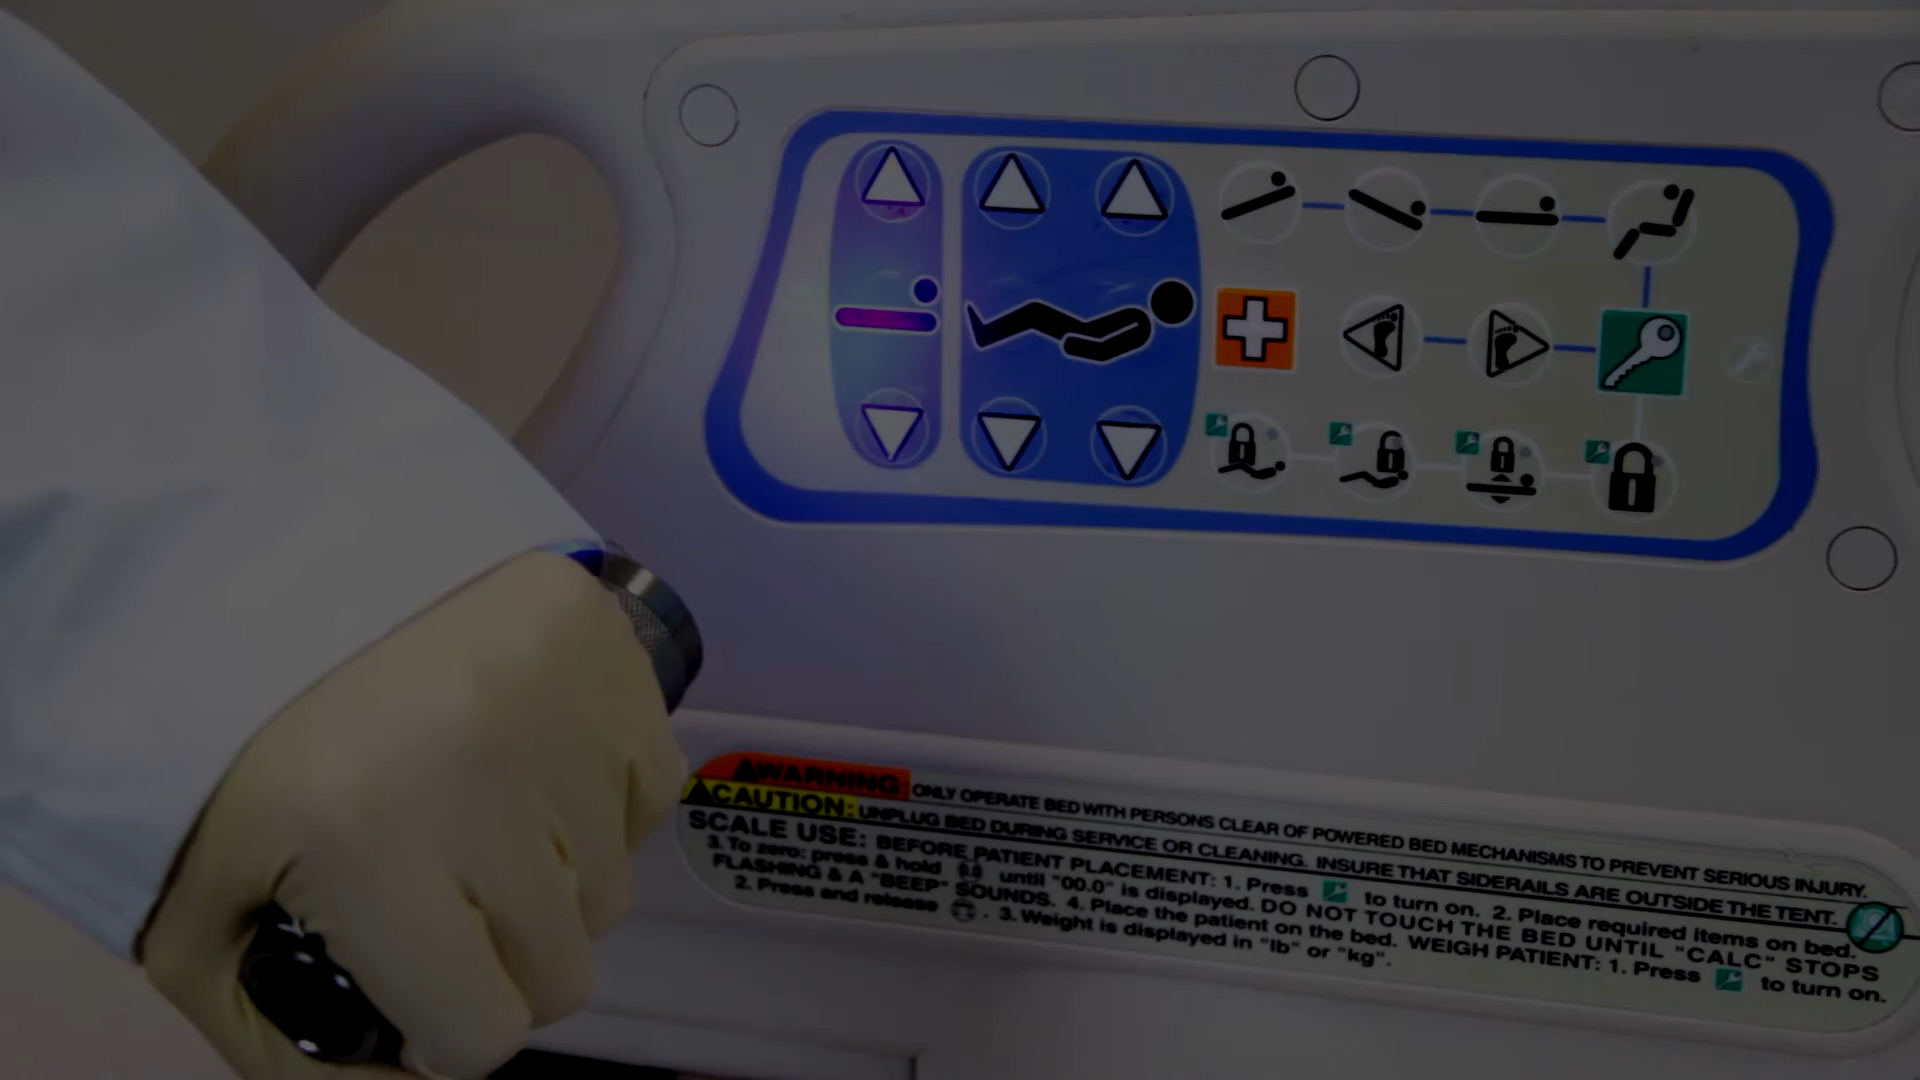 WARNING: ONLY OPERATE BED WITH PERSONS CLEAR OF POWERED BED MECHANISMS TO PREVENT SERIOUS INJURY.
CAUTION: UNPLUG BED DURING SERVICE OR CLEANING. INSURE THAT SIDERAILS ARE OUTSIDE THE TENT.
SCALE USE: BEFORE PATIENT PLACEMENT: 1. Press to turn on. 2. Place required items on bed.
3. To zero: press & hold 0.0 until "00.0" is displayed. DO NOT TOUCH THE BED UNTIL "CALC" STOPS
FLASHING & A "BEEP" SOUNDS. 4. Place the patient on the bed. WEIGH PATIENT: 1. Press to turn on.
2. Press and release . 3. Weight is displayed in "lb" or "kg".